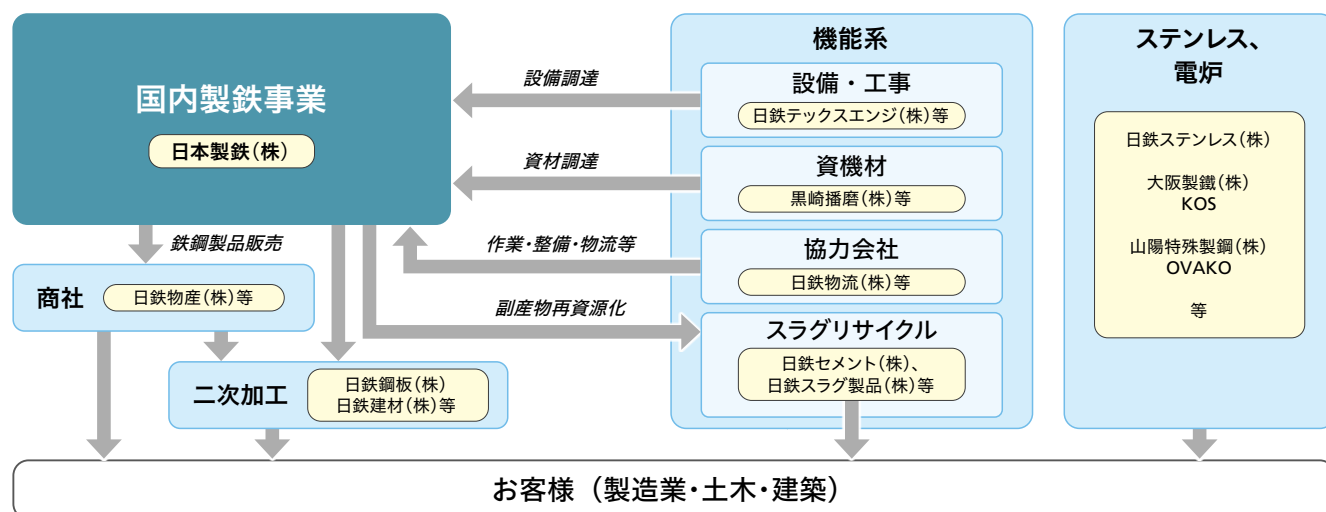 国内製鉄事業
日本製鉄(株)
設備調達
資材調達
作業・整備・物流等
副産物再資源化
鉄鋼製品販売
商社
日鉄物産(株)等
二次加工
日鉄鋼板(株)
日鉄建材(株)等
機能系
設備・工事
日鉄テックスエンジ(株)等
資機材
黒崎播磨(株)等
協力会社
日鉄物流(株)等
スラグリサイクル
日鉄セメント(株)、
日鉄スラグ製品(株)等
ステンレス、
電炉
日鉄ステンレス(株)
大阪製鐵(株)
KOS
山陽特殊製鋼(株)
OVAKO
等
お客様(製造業・土木・建築)